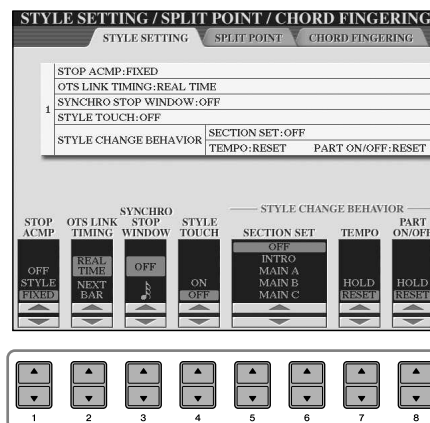 STYLE SETTING / SPLIT POINT / CHORD FINGERING
STYLE SETTING SPLIT POINT CHORD FINGERING
1
STOP ACMP:FIXED
OTS LINK TIMING:REAL TIME
SYNCHRO STOP WINDOW:OFF
STYLE TOUCH:OFF
STYLE CHANGE BEHAVIOR
SECTION SET:OFF
TEMPO:RESET PART ON/OFF:RESET
STYLE CHANGE BEHAVIOR
STOP ACMP
OFF
STYLE
FIXED
OTS LINK TIMING
REAL TIME
NEXT BAR
SYNCHRO STOP WINDOW
OFF
STYLE TOUCH
ON
OFF
SECTION SET
OFF
INTRO
MAIN A
MAIN B
MAIN C
TEMPO
HOLD
RESET
PART ON/OFF
HOLD
RESET
1 2 3 4 5 6 7 8